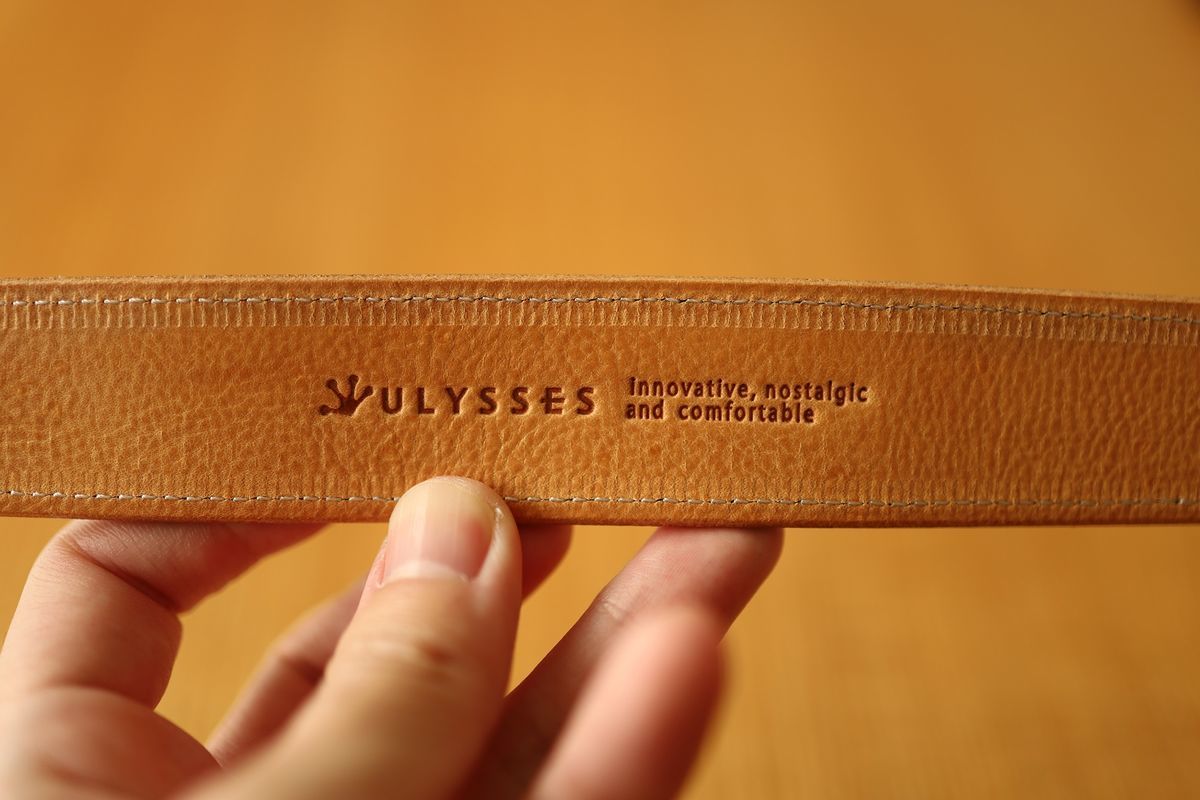 ULYSSES
innovative, nostalgic
and comfortable